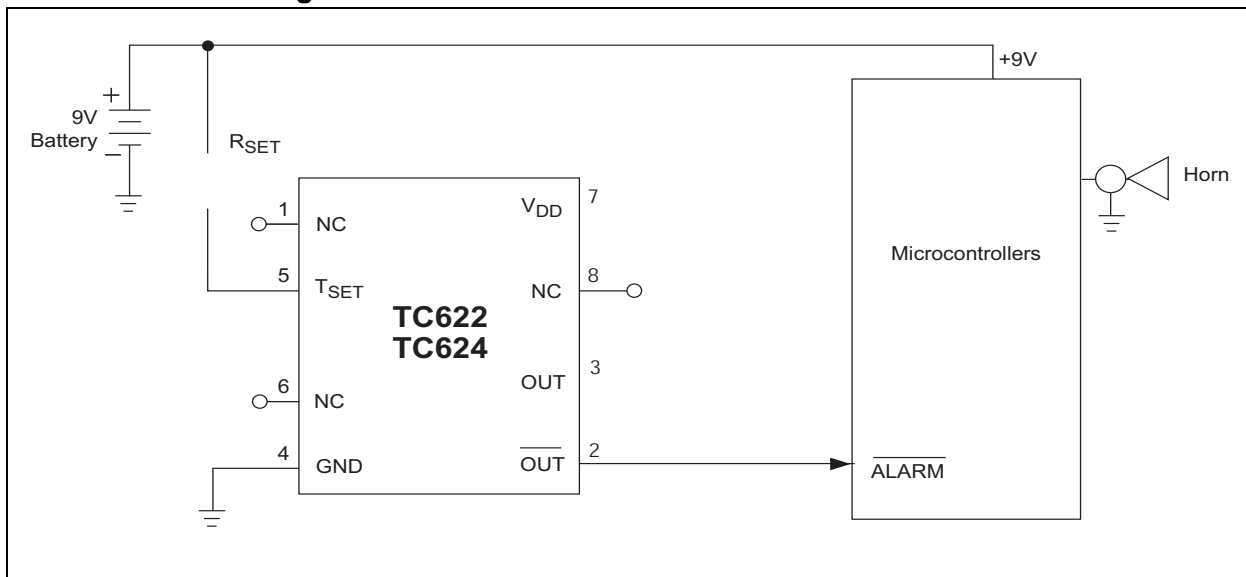 +9V
+
9V
Battery
–
RSET
1
NC
VDD
7
5
TSET
NC
8
TC622
TC624
OUT
3
6
NC
4
GND
OUT
2
Microcontrollers
ALARM
Horn